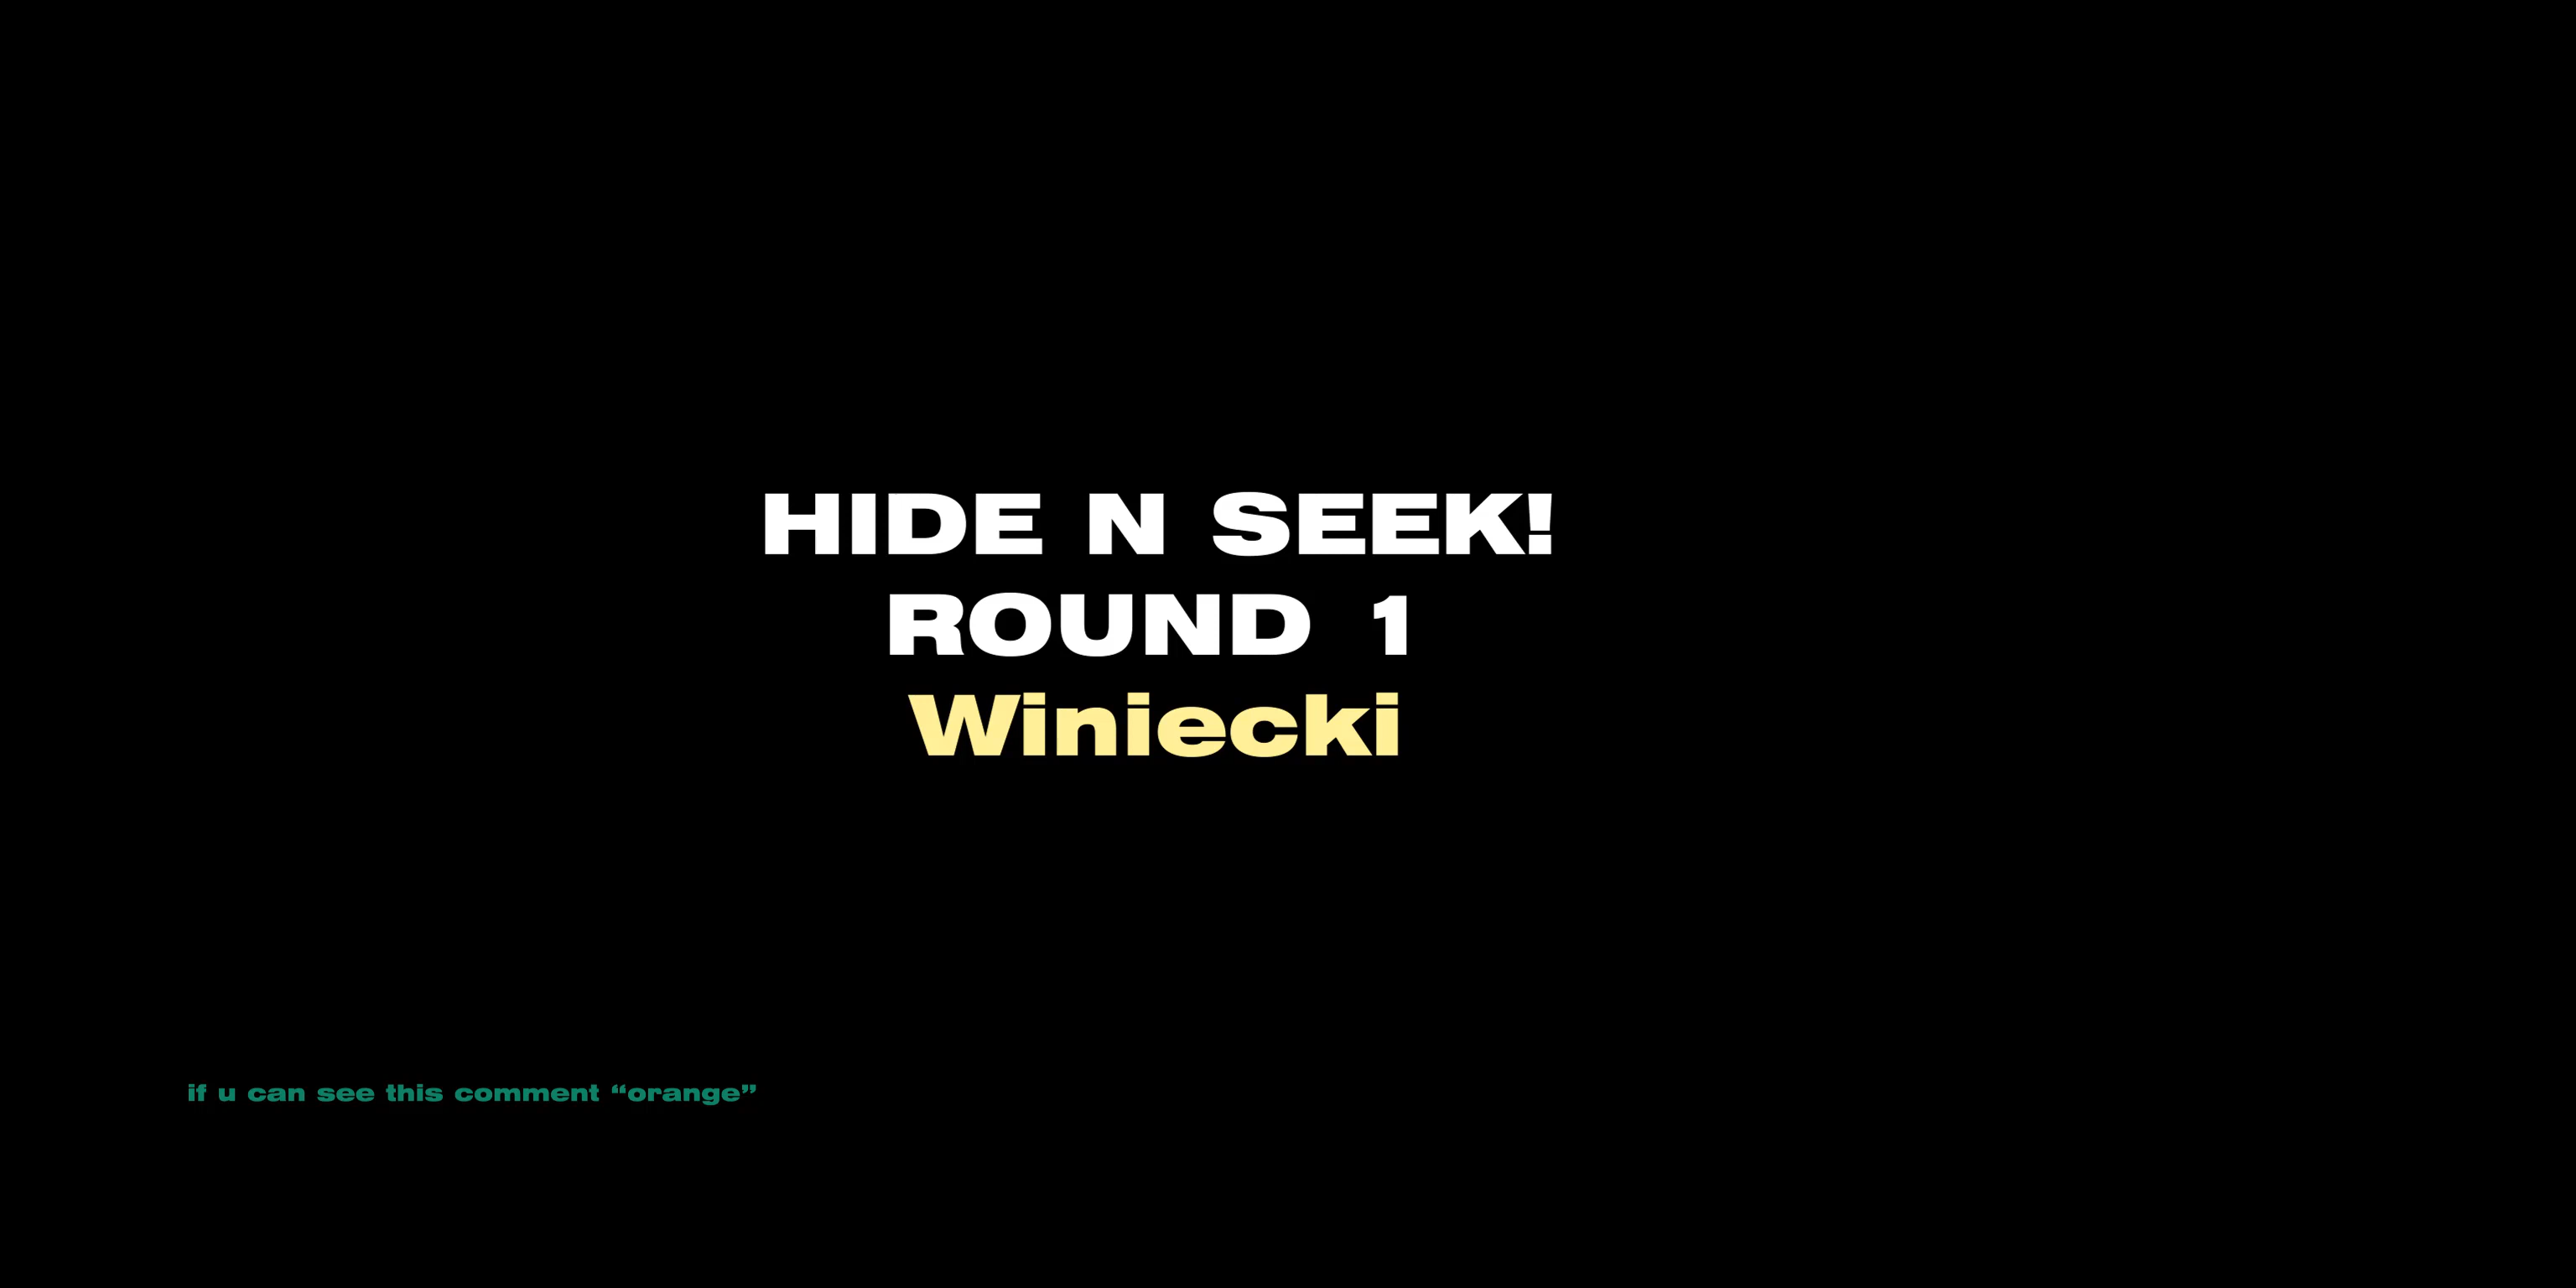 HIDE N SEEK!
ROUND 1
Winiecki
if u can see this comment “orange”